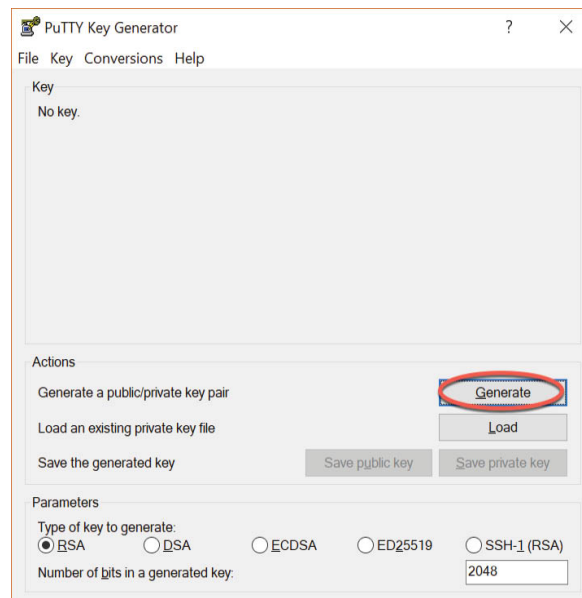 PuTTY Key Generator ? ×
File Key Conversions Help
Key
No key.
Actions
Generate a public/private key pair Generate
Load an existing private key file Load
Save the generated key Save public key Save private key
Parameters
Type of key to generate:
RSA DSA ECDSA ED25519 SSH-1 (RSA)
Number of bits in a generated key: 2048